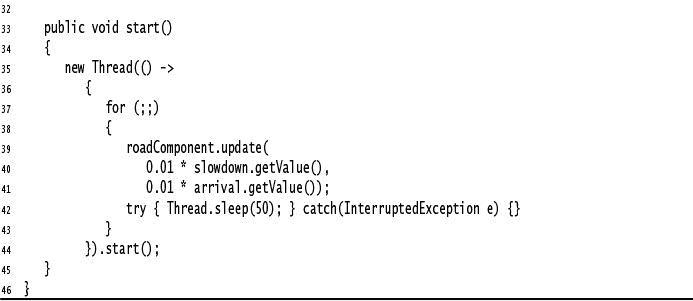 32
33 public void start()
34 {
35 new Thread(() ->
36 {
37 for (;;)
38 {
39 roadComponent.update(
40 0.01 * slowdown.getValue(),
41 0.01 * arrival.getValue());
42 try { Thread.sleep(50); } catch(InterruptedException e) {}
43 }
44 }).start();
45 }
46 }